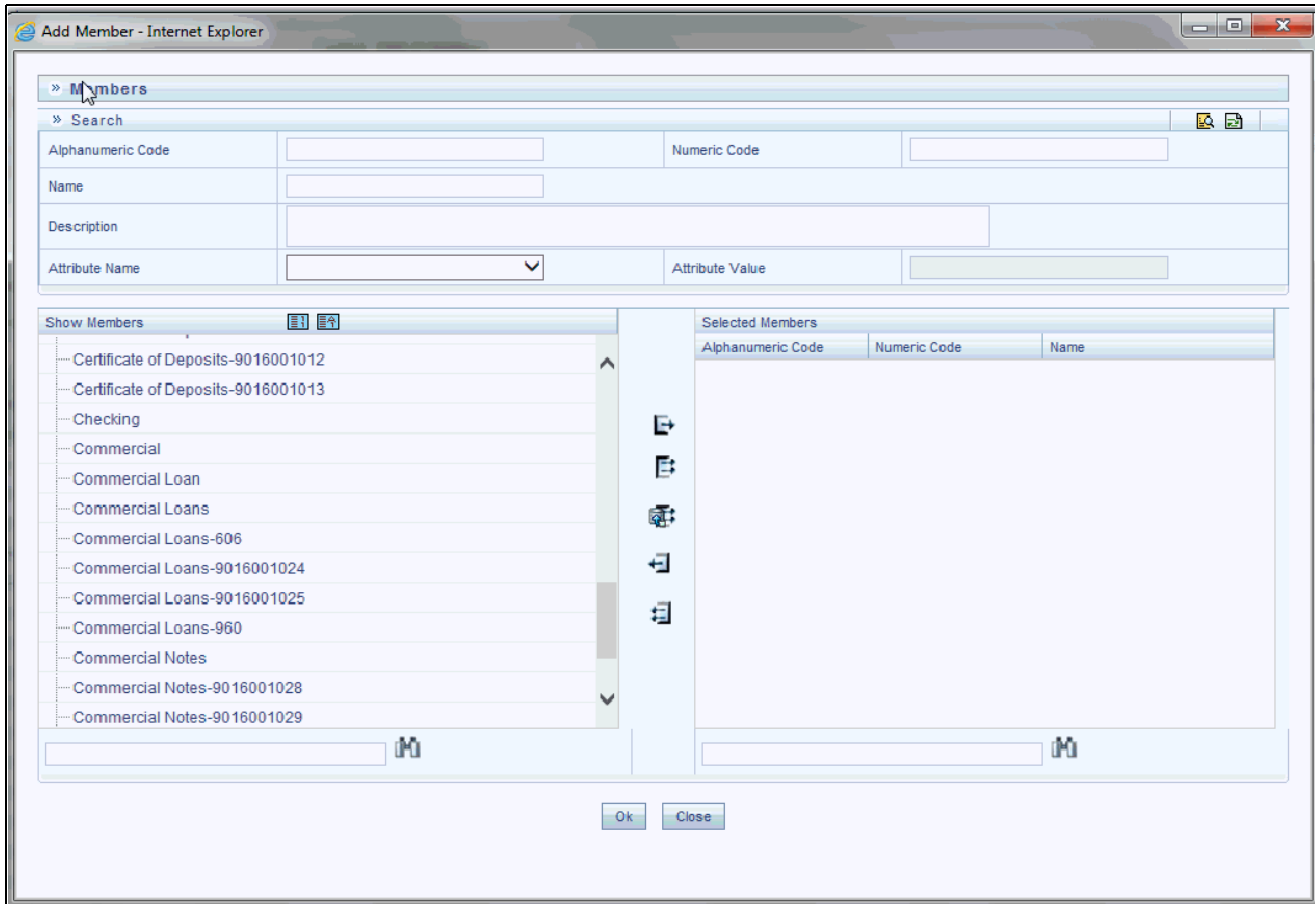 Add Member - Internet Explorer
» Members
» Search
Alphanumeric Code Numeric Code
Name
Description
Attribute Name Attribute Value
Show Members Selected Members
Alphanumeric Code Numeric Code Name
Certificate of Deposits-9016001012
Certificate of Deposits-9016001013
Checking
Commercial
Commercial Loan
Commercial Loans
Commercial Loans-606
Commercial Loans-9016001024
Commercial Loans-9016001025
Commercial Loans-960
Commercial Notes
Commercial Notes-9016001028
Commercial Notes-9016001029
Ok Close